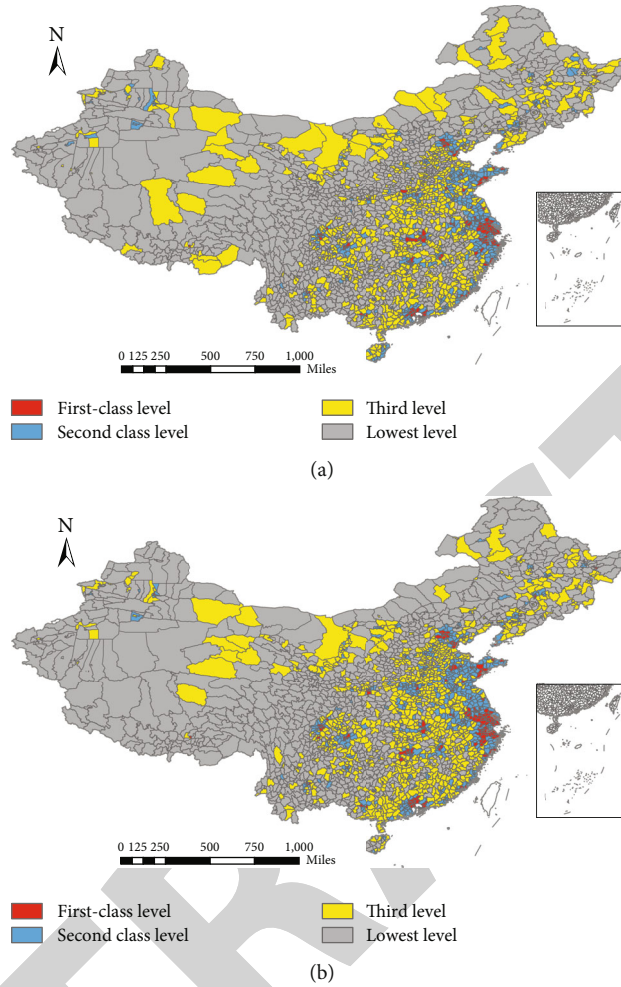 N
0 125 250 500 750 1,000
Miles
First-class level
Third level
Second class level
Lowest level
(a)
N
0 125 250 500 750 1,000
Miles
First-class level
Third level
Second class level
Lowest level
(b)